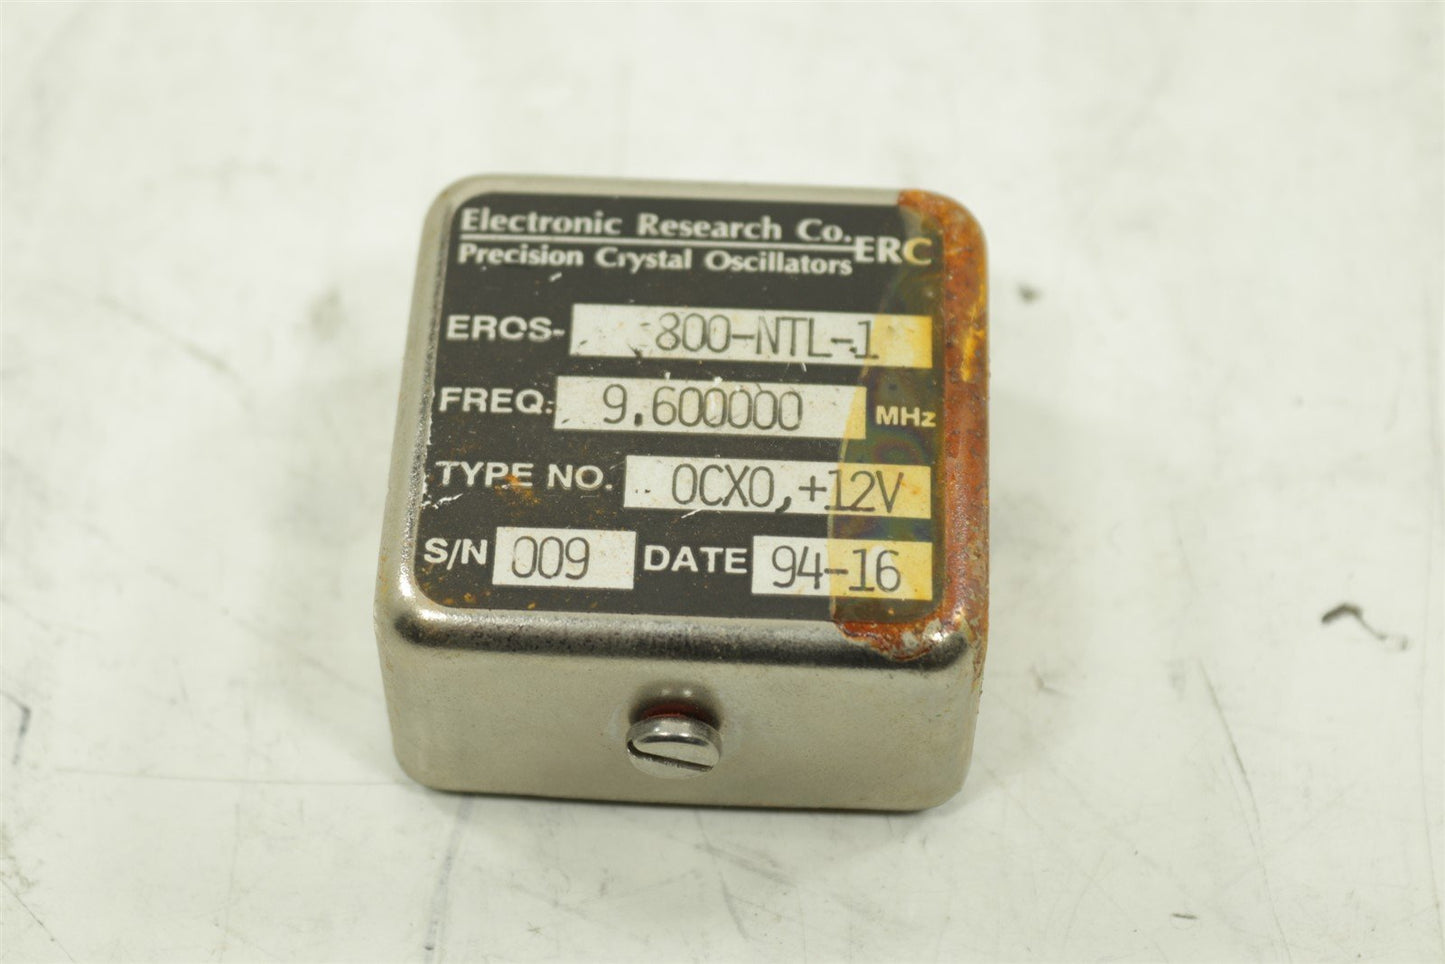 Electronic Research Co.
Precision Crystal Oscillators ERC
EROS- 800-NTL-1
FREQ. 9.600000 MHz
TYPE NO. OCXO,+12V
S/N 009 DATE 94-16